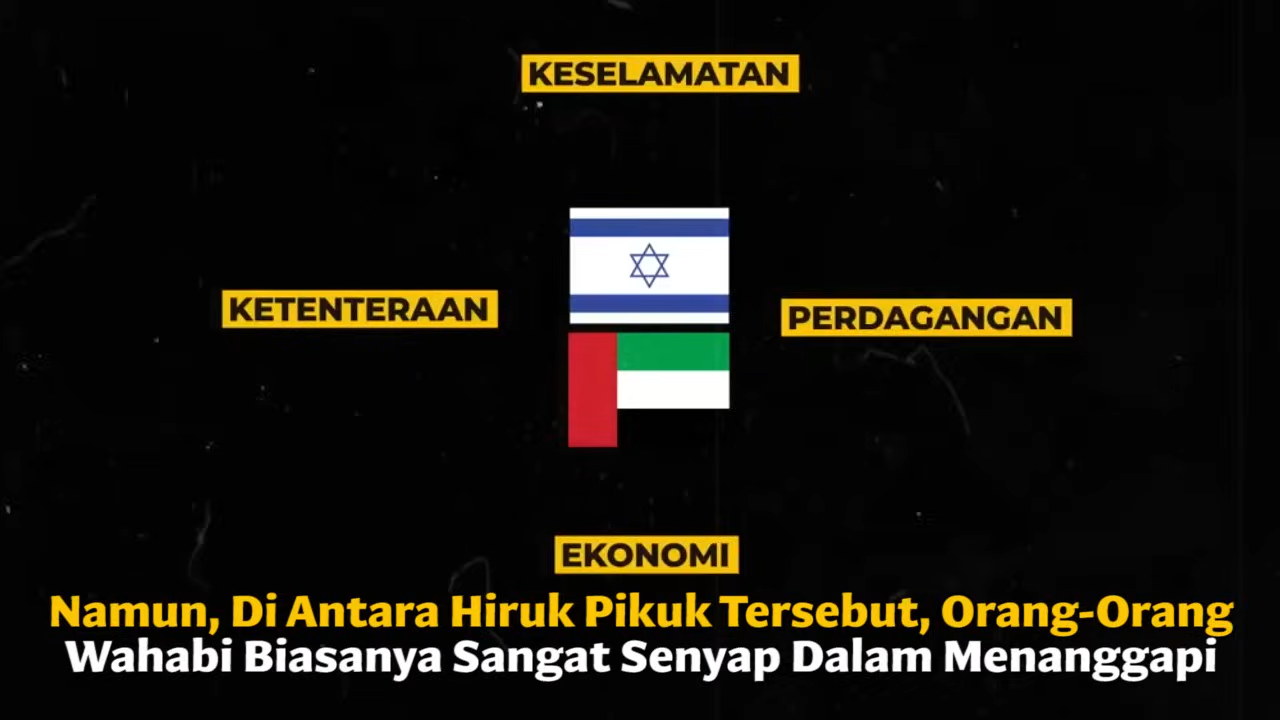 KESELAMATAN
KETENTERAAN
PERDAGANGAN
EKONOMI
Namun, Di Antara Hiruk Pikuk Tersebut, Orang-Orang
Wahabi Biasanya Sangat Senyap Dalam Menanggapi